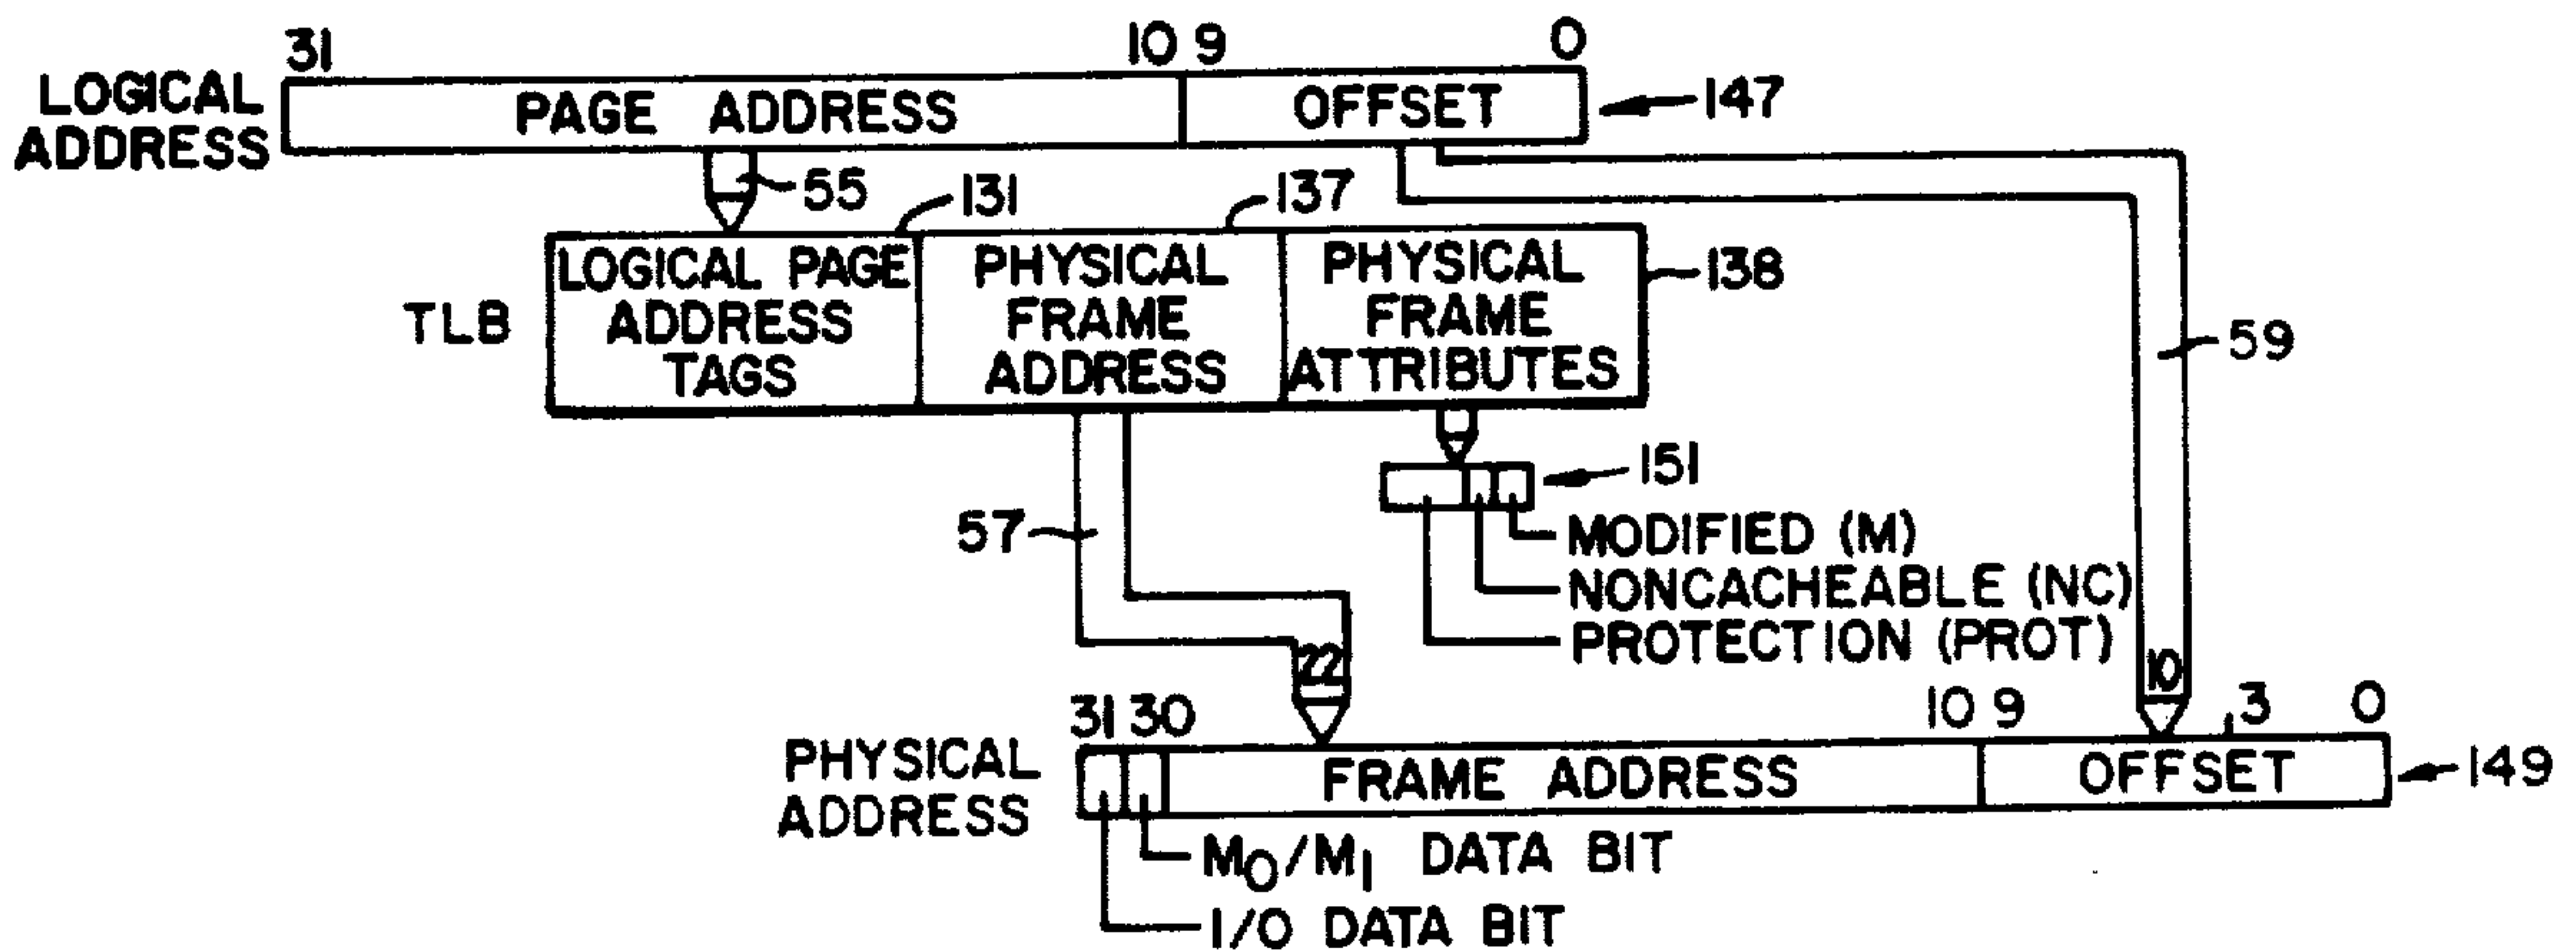 31 10 9 0
LOGICAL ADDRESS
PAGE ADDRESS
OFFSET
147
55
131
137
TLB
LOGICAL PAGE ADDRESS TAGS
PHYSICAL FRAME ADDRESS
PHYSICAL FRAME ATTRIBUTES
138
59
151
57
MODIFIED (M)
NONCACHEABLE (NC)
PROTECTION (PROT)
22
10
31 30 10 9 3 0
PHYSICAL ADDRESS
FRAME ADDRESS
OFFSET
149
M0/M1 DATA BIT
I/O DATA BIT